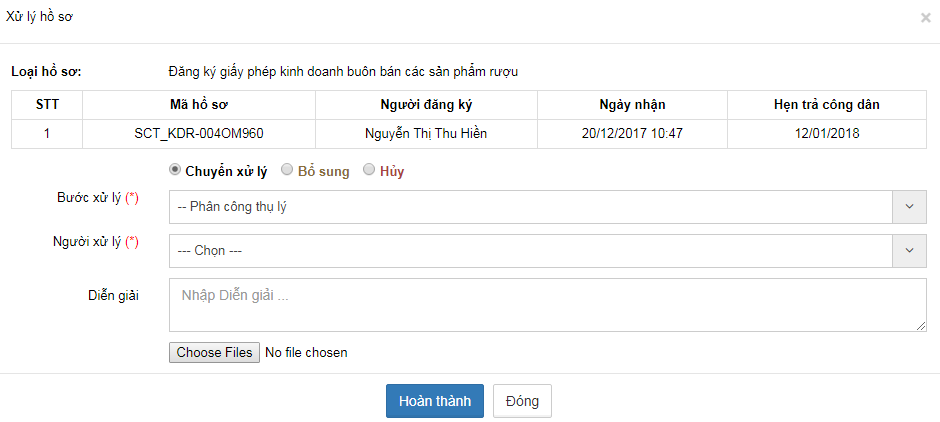 Xử lý hồ sơ ×
Loại hồ sơ: Đăng ký giấy phép kinh doanh buôn bán các sản phẩm rượu
STT Mã hồ sơ Người đăng ký Ngày nhận Hẹn trả công dân
1 SCT_KDR-004OM960 Nguyễn Thị Thu Hiền 20/12/2017 10:47 12/01/2018
Chuyển xử lý Bổ sung Hủy
Bước xử lý (*) -- Phân công thụ lý
Người xử lý (*) --- Chọn ---
Diễn giải Nhập Diễn giải ...
Choose Files No file chosen
Hoàn thành Đóng